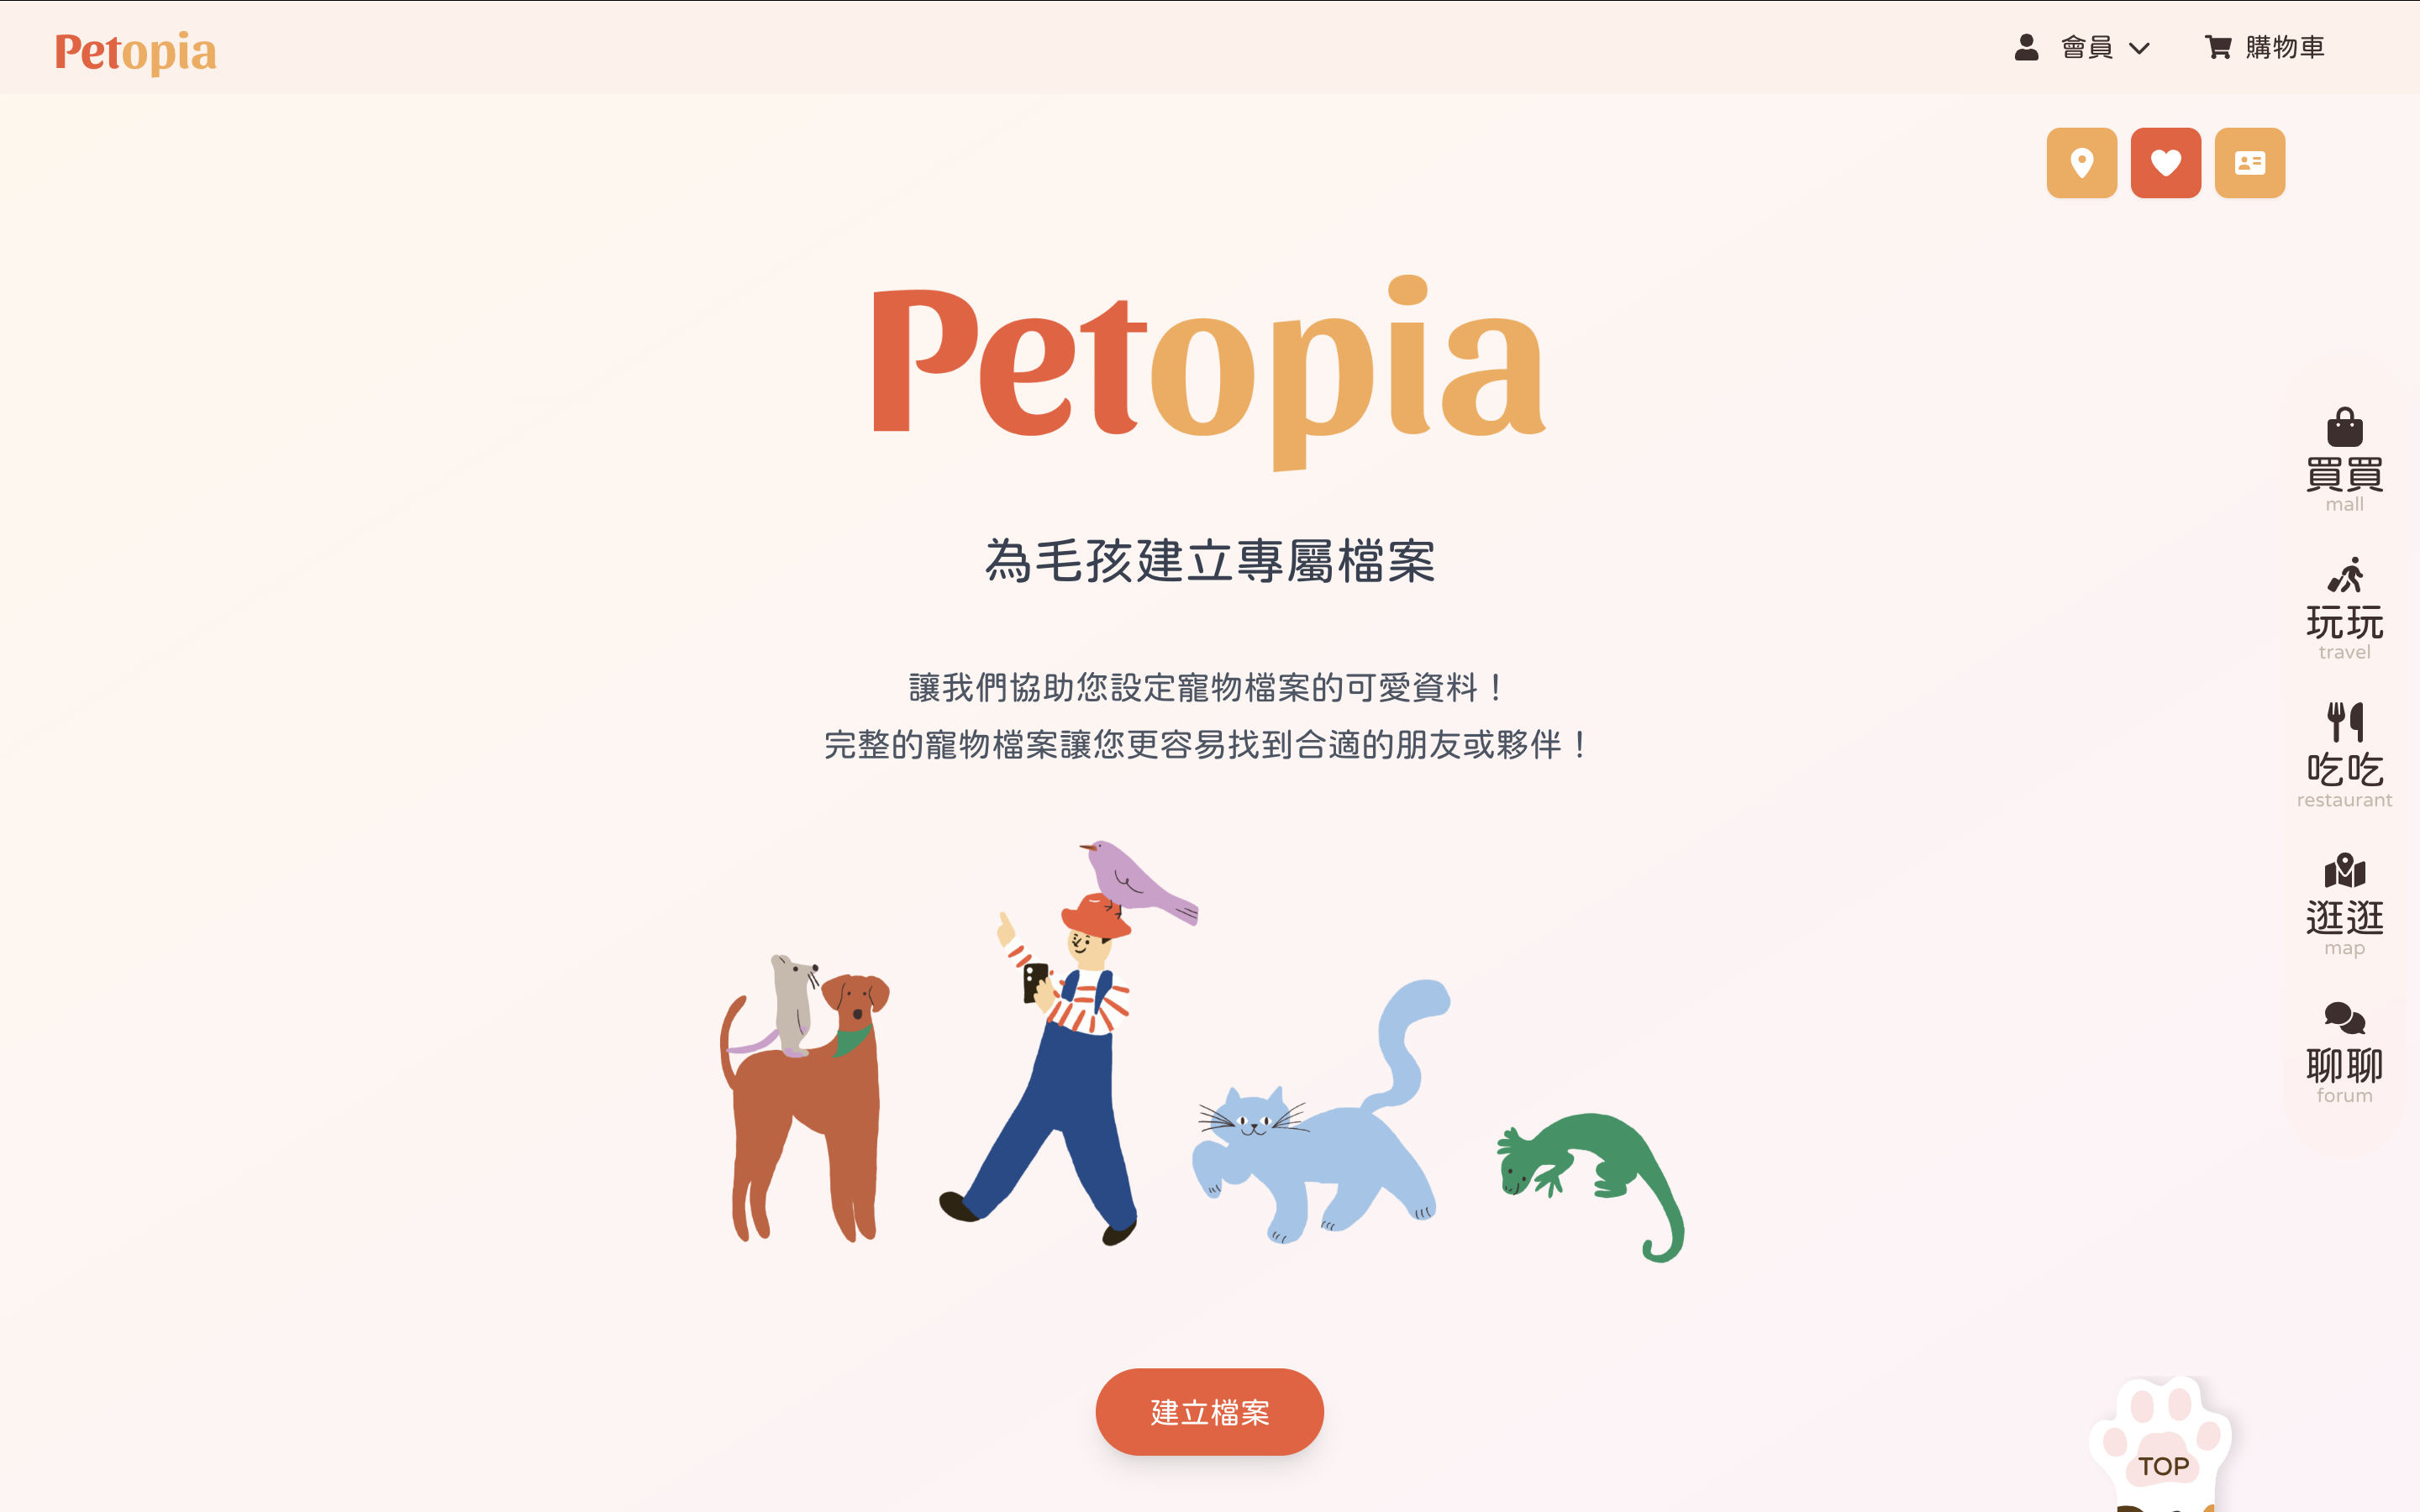 Petopia
會員
購物車
Petopia
為毛孩建立專屬檔案
讓我們協助您設定寵物檔案的可愛資料！
完整的寵物檔案讓您更容易找到合適的朋友或夥伴！
買買
mall
玩玩
travel
吃吃
restaurant
逛逛
map
聊聊
forum
建立檔案
TOP